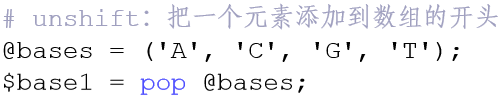 # unshift: 把一个元素添加到数组的开头
@bases = ('A', 'C', 'G', 'T');
$base1 = pop @bases;